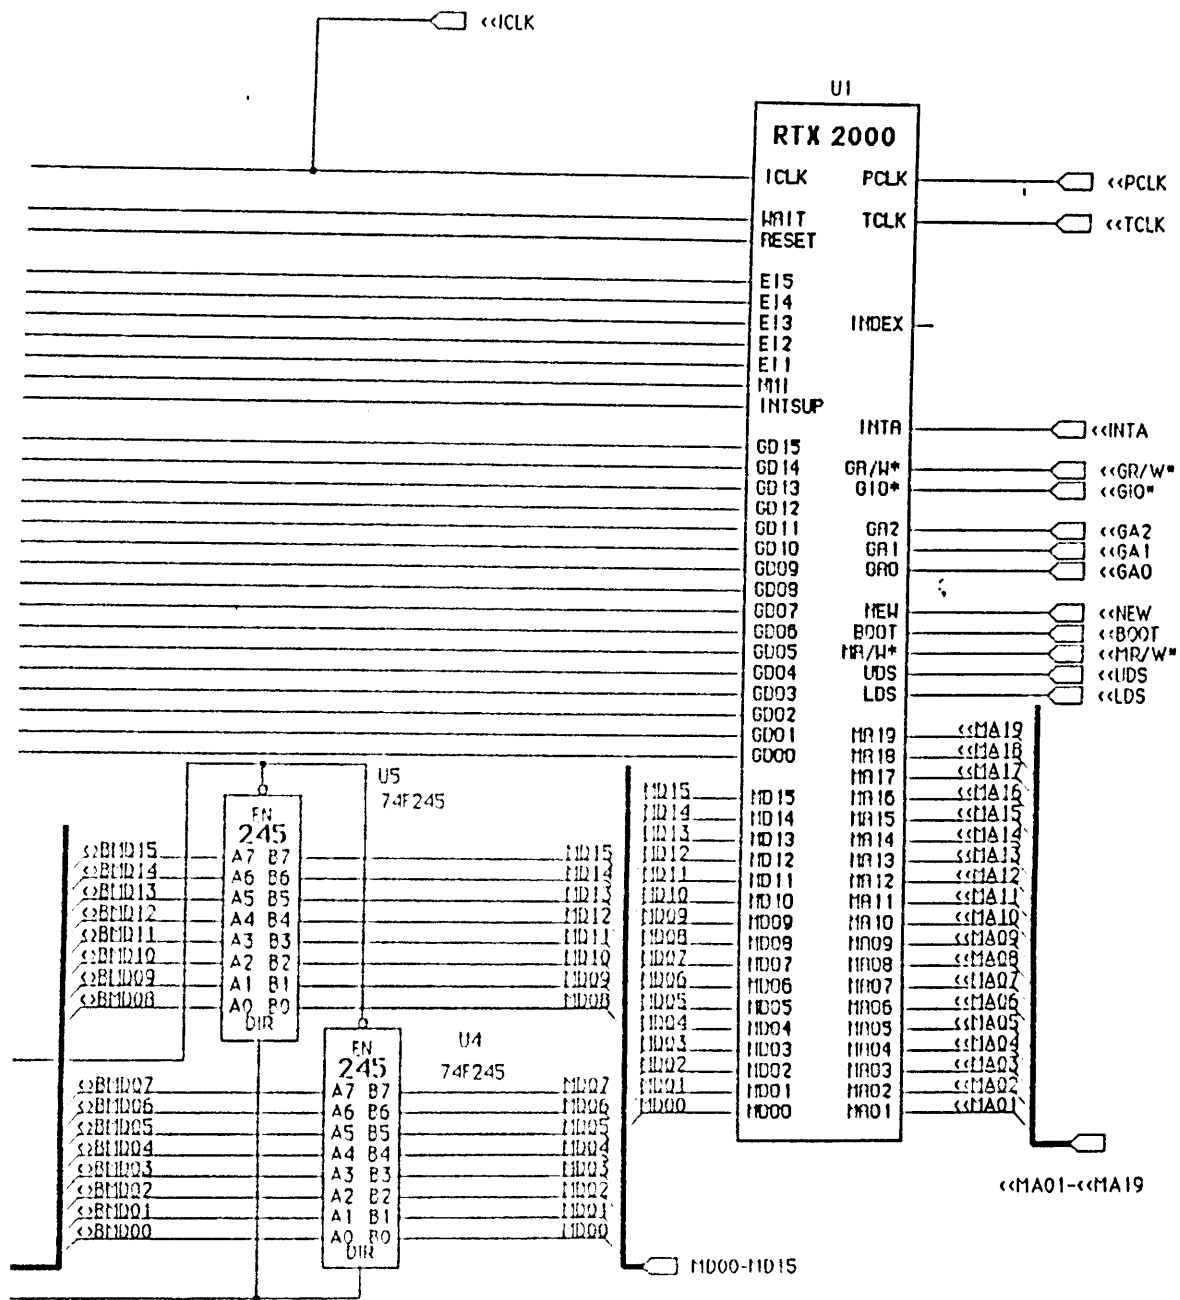 <<ICLK
U1
RTX 2000
ICLK PCLK <<PCLK
WAIT TCLK <<TCLK
RESET
EI5
EI4
EI3 INDEX
EI2
EI1
NMI
INTSUP
INTA <<INTA
GD15
GD14 GR/W* <<GR/W*
GD13 GIO* <<GIO*
GD12
GD11 GA2 <<GA2
GD10 GA1 <<GA1
GD09 GA0 <<GA0
GD08
GD07 NEW <<NEW
GD06 BOOT <<BOOT
GD05 MR/W* <<MR/W*
GD04 UDS <<UDS
GD03 LDS <<LDS
GD02
GD01 MA19 <<MA19
GD00 MA18 <<MA18
MA17 <<MA17
MD15 MD15 MA16 <<MA16
MD14 MD14 MA15 <<MA15
MD13 MD13 MA14 <<MA14
MD12 MD12 MA13 <<MA13
MD11 MD11 MA12 <<MA12
MD10 MD10 MA11 <<MA11
MD09 MD09 MA10 <<MA10
MD08 MD08 MA09 <<MA09
MD07 MD07 MA08 <<MA08
MD06 MD06 MA07 <<MA07
MD05 MD05 MA06 <<MA06
MD04 MD04 MA05 <<MA05
MD03 MD03 MA04 <<MA04
MD02 MD02 MA03 <<MA03
MD01 MD01 MA02 <<MA02
MD00 MD00 MA01 <<MA01
<<MA01-<<MA19
U5
74F245
EN
245
<>BMD15 A7 B7 MD15
<>BMD14 A6 B6 MD14
<>BMD13 A5 B5 MD13
<>BMD12 A4 B4 MD12
<>BMD11 A3 B3 MD11
<>BMD10 A2 B2 MD10
<>BMD09 A1 B1 MD09
<>BMD08 A0 B0 MD08
DIR
U4
74F245
EN
245
<>BMD07 A7 B7 MD07
<>BMD06 A6 B6 MD06
<>BMD05 A5 B5 MD05
<>BMD04 A4 B4 MD04
<>BMD03 A3 B3 MD03
<>BMD02 A2 B2 MD02
<>BMD01 A1 B1 MD01
<>BMD00 A0 B0 MD00
DIR
MD00-MD15